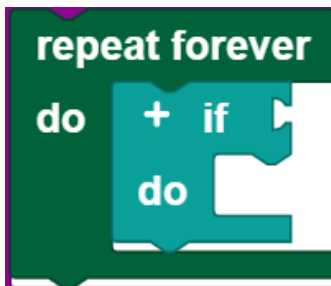 repeat forever
do + if
do